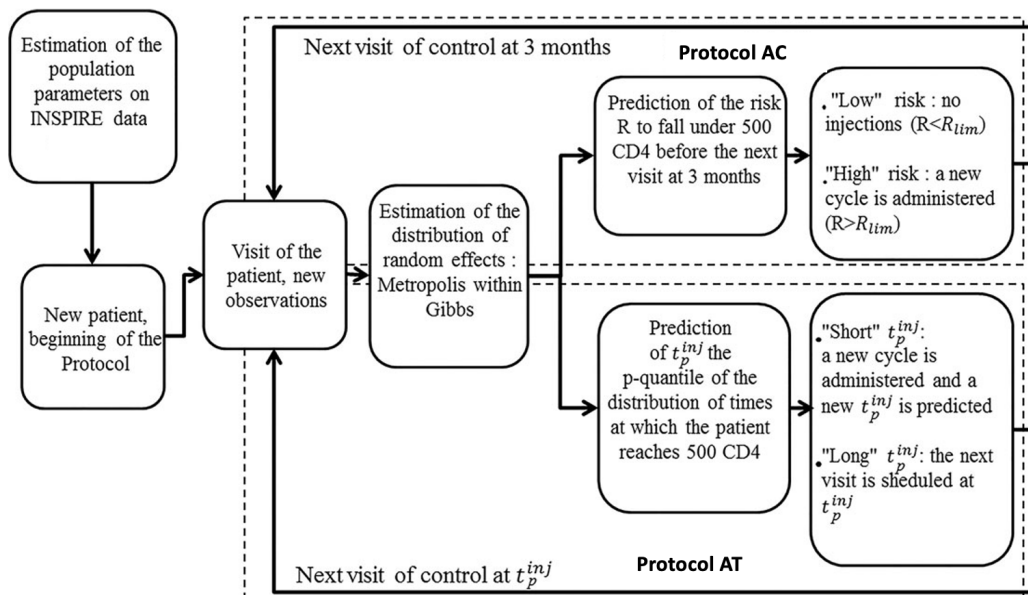 Estimation of the
population
parameters on
INSPIRE data
New patient,
beginning of the
Protocol
Visit of the
patient, new
observations
Estimation of the
distribution of
random effects :
Metropolis within
Gibbs
Next visit of control at 3 months
Protocol AC
Prediction of the risk
R to fall under 500
CD4 before the next
visit at 3 months
."Low" risk : no
injections (R<R_{lim})
."High" risk : a new
cycle is administered
(R>R_{lim})
Prediction
of t_p^{inj} the
p-quantile of the
distribution of times
at which the patient
reaches 500 CD4
."Short" t_p^{inj}:
a new cycle is
administered and a
new t_p^{inj} is predicted
."Long" t_p^{inj}: the next
visit is sheduled at
t_p^{inj}
Protocol AT
Next visit of control at t_p^{inj}